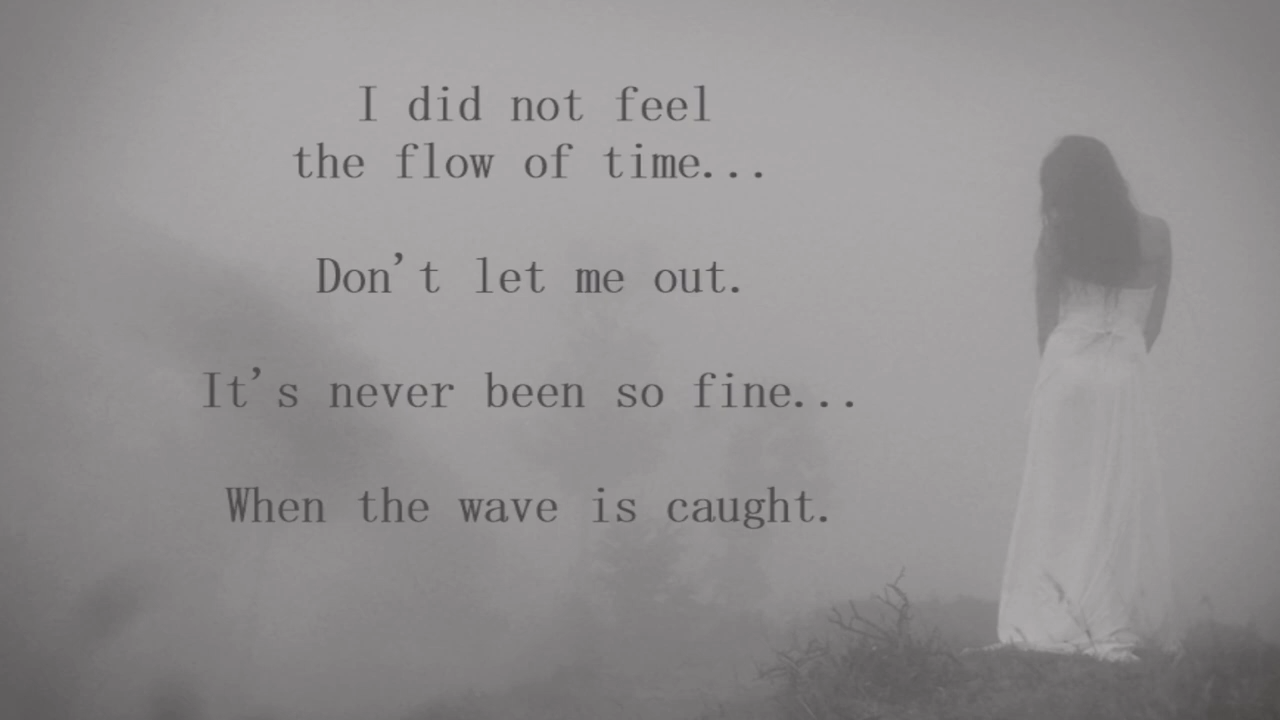 I did not feel
the flow of time...
Don't let me out.
It's never been so fine...
When the wave is caught.